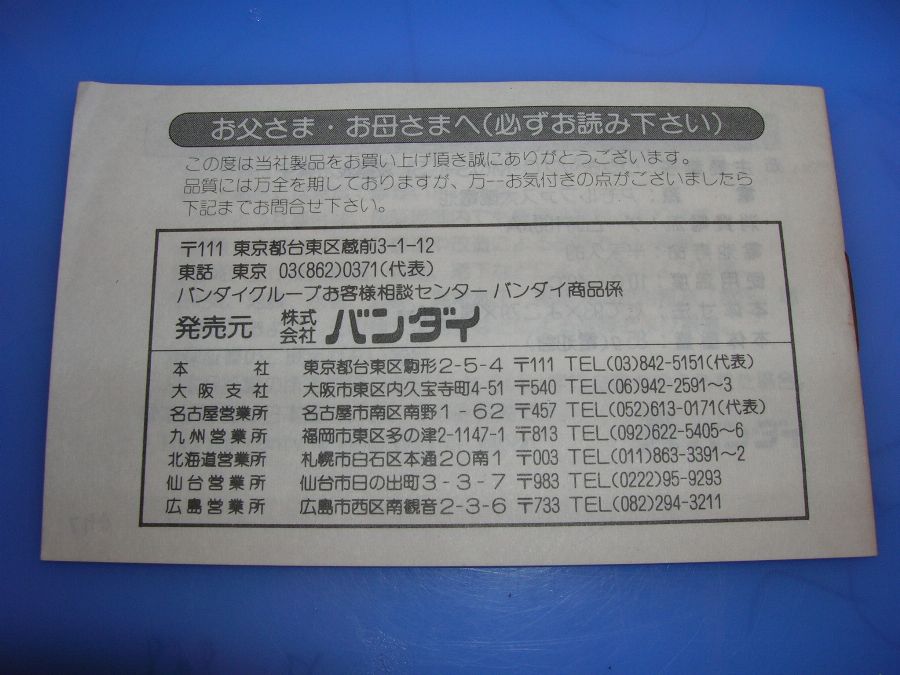 お父さま・お母さまへ(必ずお読み下さい)
この度は当社製品をお買い上げ頂き誠にありがとうございます。
品質には万全を期しておりますが、万一お気付きの点がございましたら
下記までお問合せ下さい。
〒111 東京都台東区蔵前3-1-12
東話 東京 03(862)0371(代表)
バンダイグループお客様相談センター バンダイ商品係
発売元 株式会社 バンダイ
本社 東京都台東区駒形2-5-4 〒111 TEL(03)842-5151(代表)
大阪支社 大阪市東区内久宝寺町4-51 〒540 TEL(06)942-2591〜3
名古屋営業所 名古屋市南区南野1-62 〒457 TEL(052)613-0171(代表)
九州営業所 福岡市東区多の津2-1147-1 〒813 TEL(092)622-5405〜6
北海道営業所 札幌市白石区本通20南1 〒003 TEL(011)863-3391〜2
仙台営業所 仙台市日の出町3-3-7 〒983 TEL(0222)95-9293
広島営業所 広島市西区南観音2-3-6 〒733 TEL(082)294-3211